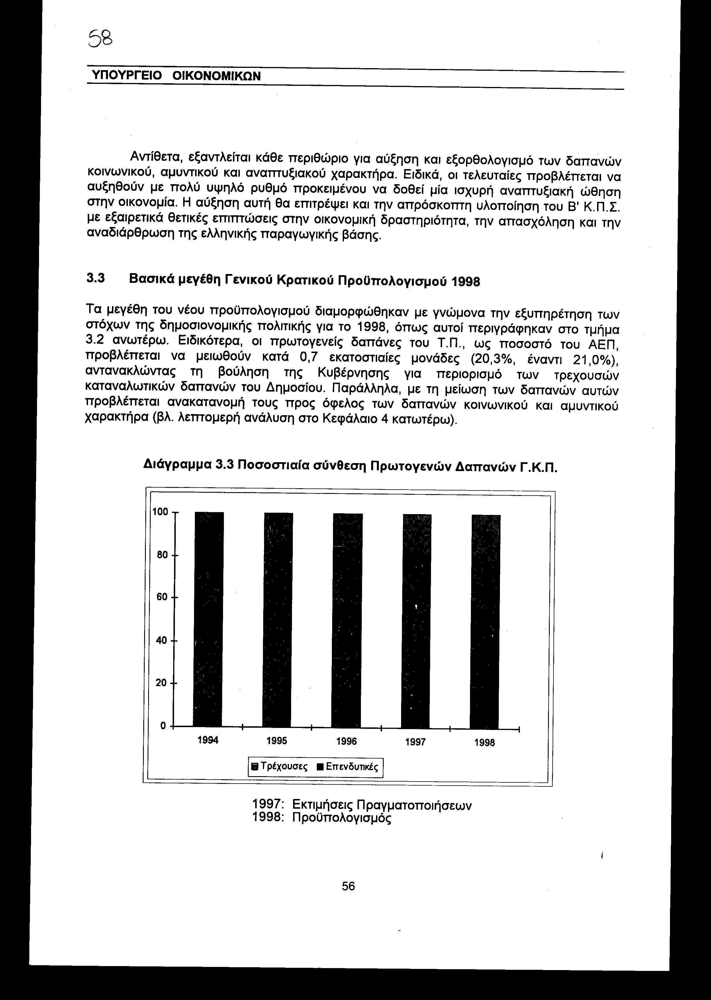 58
ΥΠΟΥΡΓΕΙΟ ΟΙΚΟΝΟΜΙΚΩΝ
Αντίθετα, εξαντλείται κάθε περιθώριο για αύξηση και εξορθολογισμό των δαπανών
κοινωνικού, αμυντικού και αναπτυξιακού χαρακτήρα. Ειδικά, οι τελευταίες προβλέπεται να
αυξηθούν με πολύ υψηλό ρυθμό προκειμένου να δοθεί μία ισχυρή αναπτυξιακή ώθηση
στην οικονομία. Η αύξηση αυτή θα επιτρέψει και την απρόσκοπτη υλοποίηση του Β' Κ.Π.Σ.
με εξαιρετικά θετικές επιπτώσεις στην οικονομική δραστηριότητα, την απασχόληση και την
αναδιάρθρωση της ελληνικής παραγωγικής βάσης.
3.3 Βασικά μεγέθη Γενικού Κρατικού Προϋπολογισμού 1998
Τα μεγέθη του νέου προϋπολογισμού διαμορφώθηκαν με γνώμονα την εξυπηρέτηση των
στόχων της δημοσιονομικής πολιτικής για το 1998, όπως αυτοί περιγράφηκαν στο τμήμα
3.2 ανωτέρω. Ειδικότερα, οι πρωτογενείς δαπάνες του Τ.Π., ως ποσοστό του ΑΕΠ,
προβλέπεται να μειωθούν κατά 0,7 εκατοστιαίες μονάδες (20,3%, έναντι 21,0%),
αντανακλώντας τη βούληση της Κυβέρνησης για περιορισμό των τρεχουσών
καταναλωτικών δαπανών του Δημοσίου. Παράλληλα, με τη μείωση των δαπανών αυτών
προβλέπεται ανακατανομή τους προς όφελος των δαπανών κοινωνικού και αμυντικού
χαρακτήρα (βλ. λεπτομερή ανάλυση στο Κεφάλαιο 4 κατωτέρω).
Διάγραμμα 3.3 Ποσοστιαία σύνθεση Πρωτογενών Δαπανών Γ.Κ.Π.
100
80
60
40
20
0
1994 1995 1996 1997 1998
Τρέχουσες Επενδυτικές
1997: Εκτιμήσεις Πραγματοποιήσεων
1998: Προϋπολογισμός
56